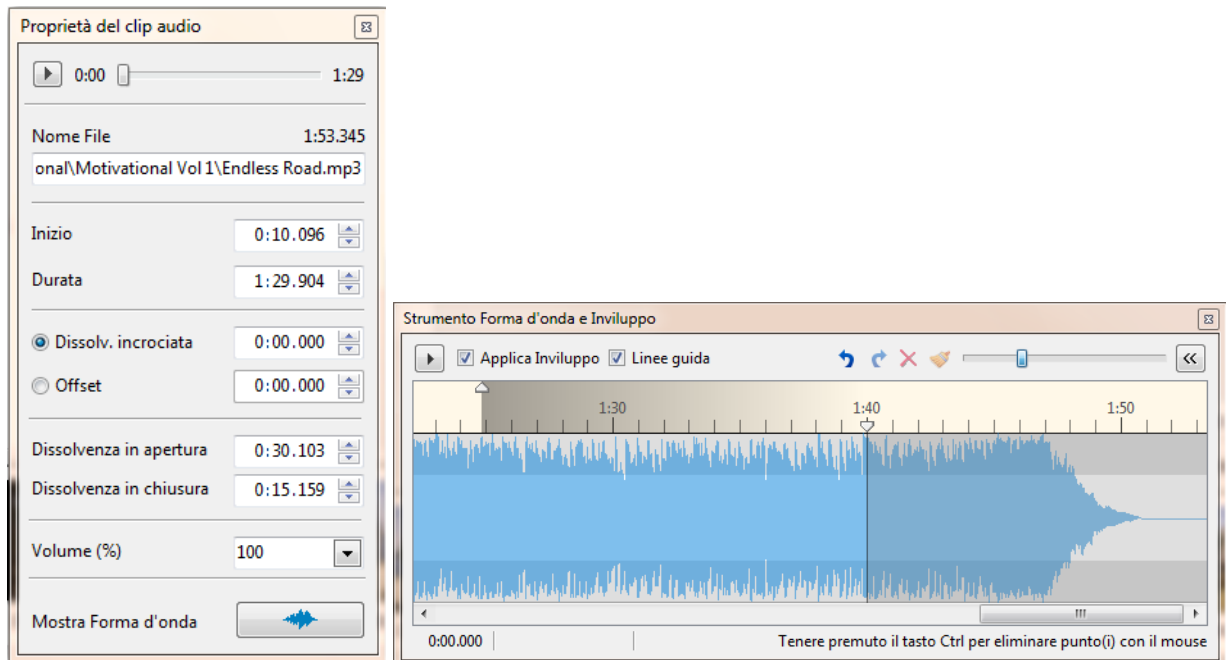 Proprietà del clip audio
0:00 1:29
Nome File 1:53.345
onal\Motivational Vol 1\Endless Road.mp3
Inizio 0:10.096
Durata 1:29.904
Dissolv. incrociata 0:00.000
Offset 0:00.000
Dissolvenza in apertura 0:30.103
Dissolvenza in chiusura 0:15.159
Volume (%) 100
Mostra Forma d'onda
Strumento Forma d'onda e Inviluppo
Applica Inviluppo Linee guida
1:30 1:40 1:50
0:00.000 Tenere premuto il tasto Ctrl per eliminare punto(i) con il mouse